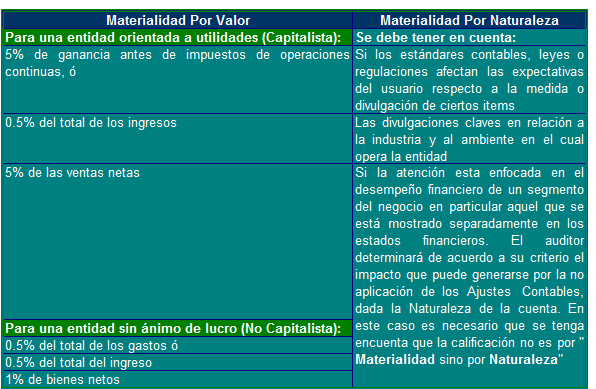 Materialidad Por Valor
Para una entidad orientada a utilidades (Capitalista):
5% de ganancia antes de impuestos de operaciones
continuas, ó
0.5% del total de los ingresos
5% de las ventas netas
Para una entidad sin ánimo de lucro (No Capitalista):
0.5% del total de los gastos ó
0.5% del total del ingreso
1% de bienes netos
Materialidad Por Naturaleza
Se debe tener en cuenta:
Si los estándares contables, leyes o
regulaciones afectan las expectativas
del usuario respecto a la medida o
divulgación de ciertos items
Las divulgaciones claves en relación a
la industria y al ambiente en el cual
opera la entidad
Si la atención esta enfocada en el
desempeño financiero de un segmento
del negocio en particular aquel que se
está mostrado separadamente en los
estados financieros. El auditor
determinará de acuerdo a su criterio el
impacto que puede generarse por la no
aplicación de los Ajustes Contables,
dada la Naturaleza de la cuenta. En
este caso es necesario que se tenga
encuenta que la calificación no es por "
Materialidad sino por Naturaleza"